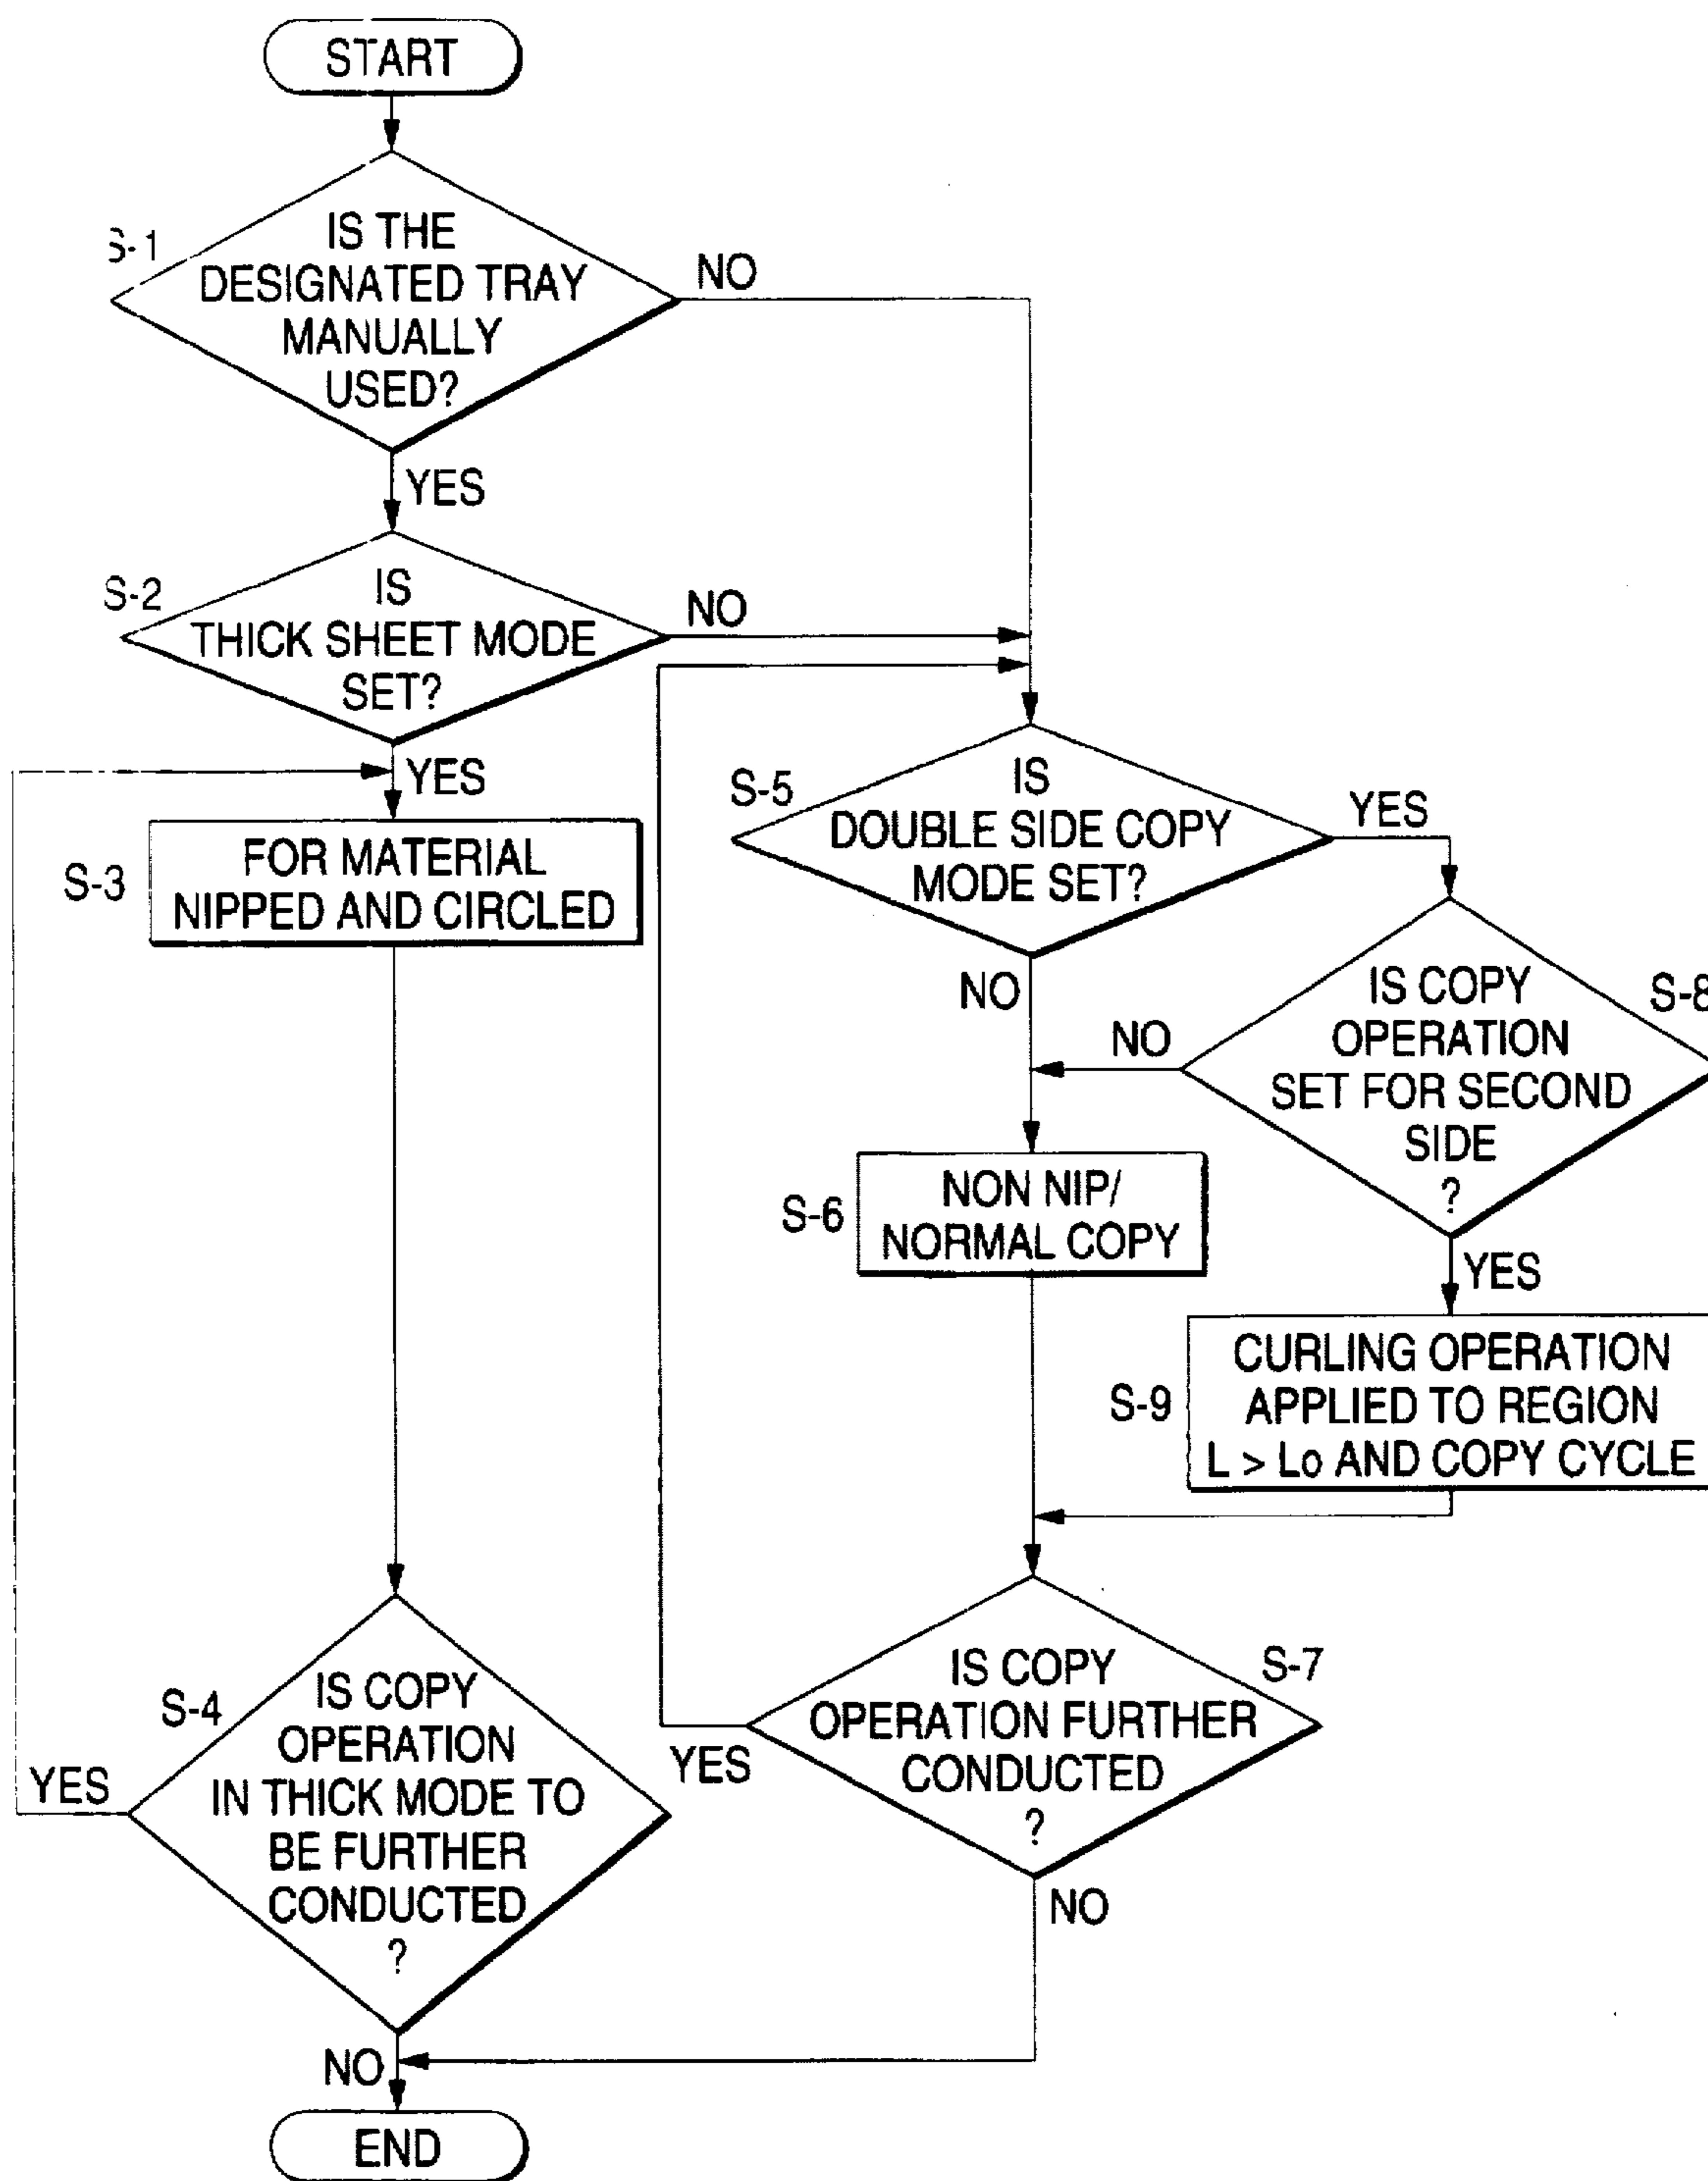 START
S-1
IS THE
DESIGNATED TRAY
MANUALLY
USED?
NO
YES
S-2
IS
THICK SHEET MODE
SET?
NO
YES
S-3
FOR MATERIAL
NIPPED AND CIRCLED
S-5
IS
DOUBLE SIDE COPY
MODE SET?
YES
NO
S-8
IS COPY
OPERATION
SET FOR SECOND
SIDE
?
NO
YES
S-6
NON NIP/
NORMAL COPY
S-9
CURLING OPERATION
APPLIED TO REGION
L > Lo AND COPY CYCLE
S-7
IS COPY
OPERATION FURTHER
CONDUCTED
?
YES
NO
S-4
IS COPY
OPERATION
IN THICK MODE TO
BE FURTHER
CONDUCTED
?
YES
NO
END